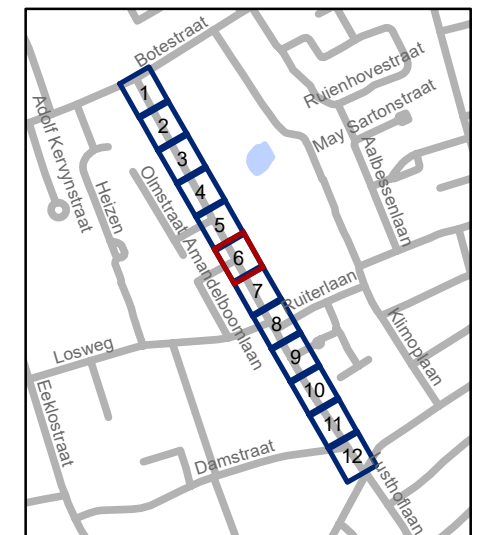 Botestraat
Ruienhovestraat
Adolf Kervynstraat
1
May Sartonstraat
2
Aalbessenlaan
3
Olmstraat
Heizen
4
5
6
Amandelboomlaan
7
Ruiterlaan
8
Klimoplaan
Losweg
9
10
Eeklostraat
11
Damstraat
12
Lusthoflaan